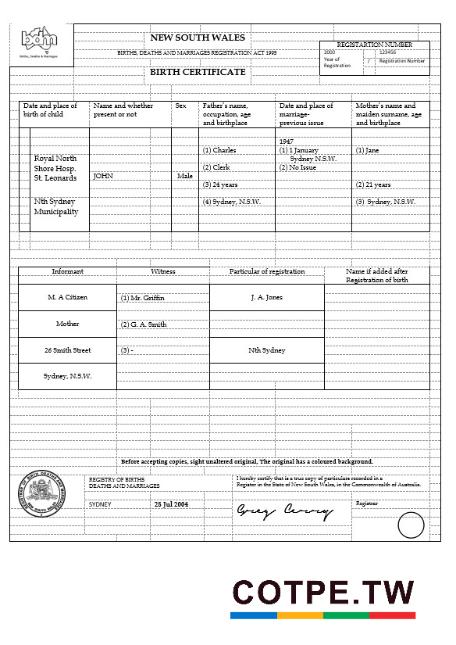 bdm
births, deaths & marriages
NEW SOUTH WALES
BIRTHS, DEATHS AND MARRIAGES REGISTRATION ACT 1995
BIRTH CERTIFICATE
REGISTARTION NUMBER
2000 123456
Year of Registration / Registration Number
Date and place of birth of child
Name and whether present or not
Sex
Father's name, occupation, age and birthplace
Date and place of marriage- previous issue
Mother's name and maiden surname, age and birthplace
Royal North
Shore Hosp.
St. Leonards
Nth Sydney
Municipality
JOHN
Male
(1) Charles
(2) Clerk
(3) 24 years
(4) Sydney, N.S.W.
1947
(1) 1 January
Sydney N.S.W.
(2) No Issue
(1) Jane
(2) 21 years
(3) Sydney, N.S.W.
Informant
Witness
Particular of registration
Name if added after
Registration of birth
M. A Citizen
(1) Mr. Griffin
J. A. Jones
Mother
(2) G. A. Smith
26 Smith Street
(3) -
Nth Sydney
Sydney, N.S.W.
Before accepting copies, sight unaltered original, The original has a coloured background.
REGISTRY OF BIRTHS
DEATHS AND MARRIAGES
I hereby certify that is a true copy of particulars recorded in a
Register in the State of New South Wales, in the Commonwealth of Australia.
SYDNEY
25 Jul 2004
Registrar
COTPE.TW